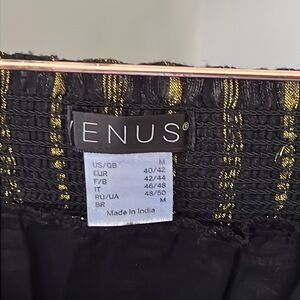 ENUS®
US/GB M
EUR 40/42
F/B 42/44
IT 46/48
RU/UA 48/50
BR M
Made in India